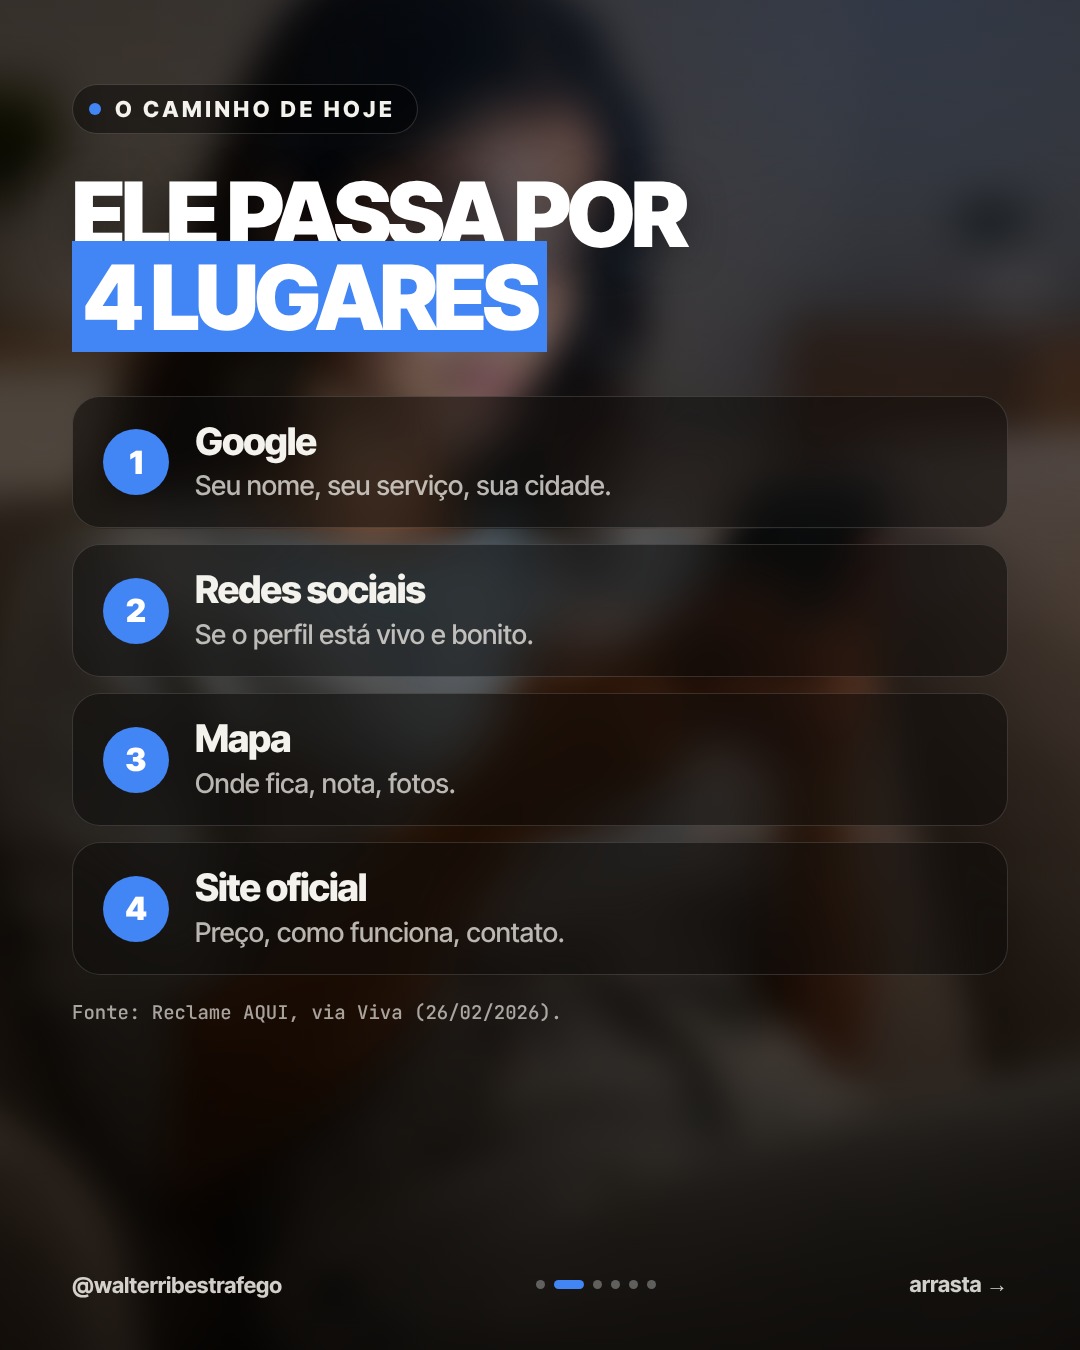 O CAMINHO DE HOJE
ELE PASSA POR
4 LUGARES
1
Google
Seu nome, seu serviço, sua cidade.
2
Redes sociais
Se o perfil está vivo e bonito.
3
Mapa
Onde fica, nota, fotos.
4
Site oficial
Preço, como funciona, contato.
Fonte: Reclame AQUI, via Viva (26/02/2026).
@walterribestrafego
arrasta →